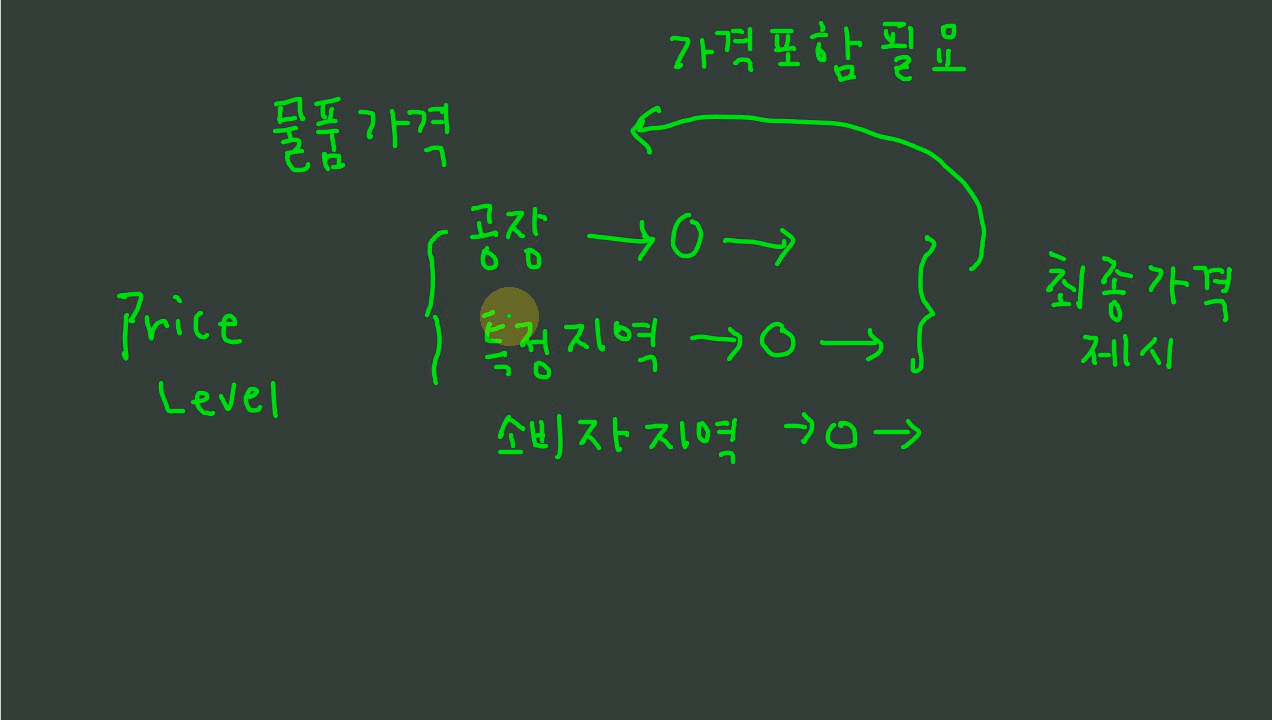 가격포함 필요
물품가격
공장 → O →
특정지역 → O →
최종가격
제시
Price
Level
소비자지역 → O →